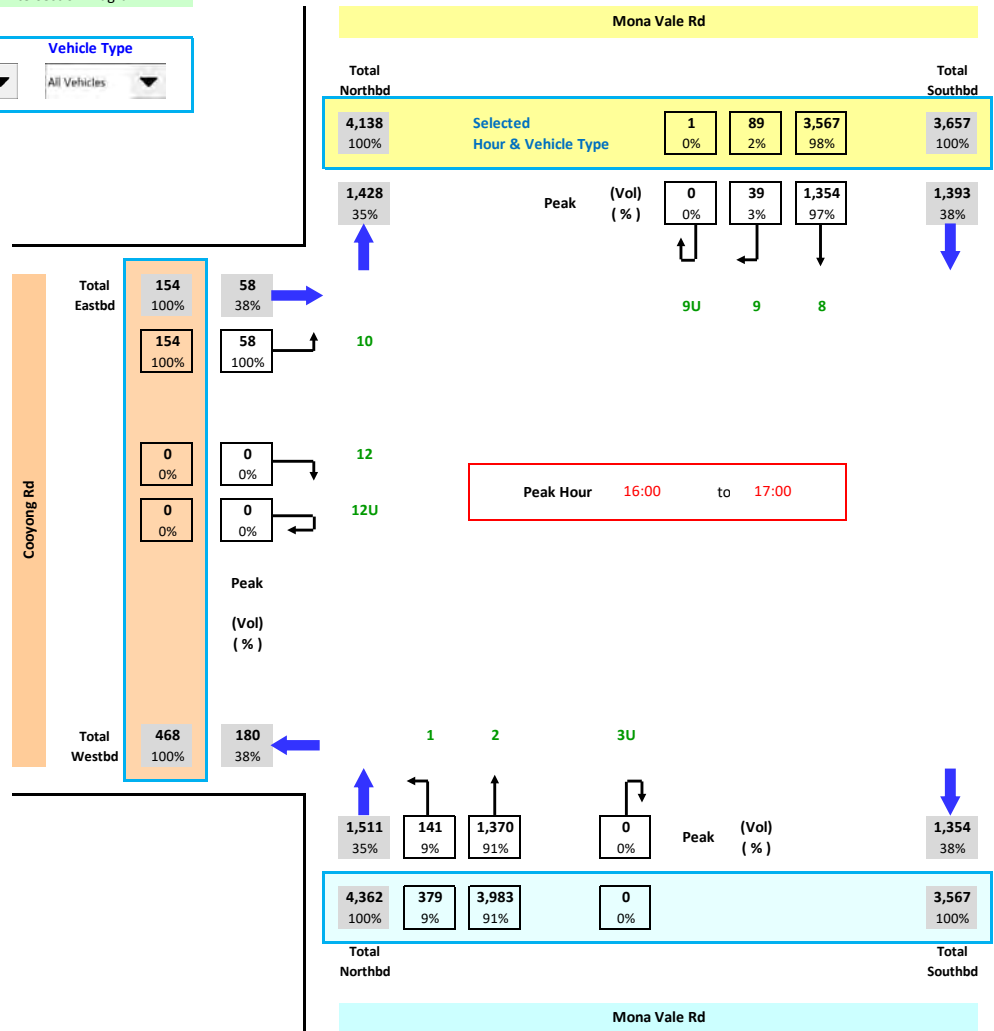 Mona Vale Rd
Vehicle Type
All Vehicles
Total Northbd
Total Southbd
4,138 100%
Selected Hour & Vehicle Type
1 0%
89 2%
3,567 98%
3,657 100%
1,428 35%
Peak (Vol) ( % )
0 0%
39 3%
1,354 97%
1,393 38%
Total Eastbd
154 100%
58 38%
9U 9 8
154 100%
58 100%
10
0 0%
0 0%
12
Peak Hour 16:00 to 17:00
0 0%
0 0%
12U
Cooyong Rd
Peak
(Vol)
( % )
Total Westbd
468 100%
180 38%
1 2 3U
1,511 35%
141 9%
1,370 91%
0 0%
Peak (Vol) ( % )
1,354 38%
4,362 100%
379 9%
3,983 91%
0 0%
3,567 100%
Total Northbd
Total Southbd
Mona Vale Rd